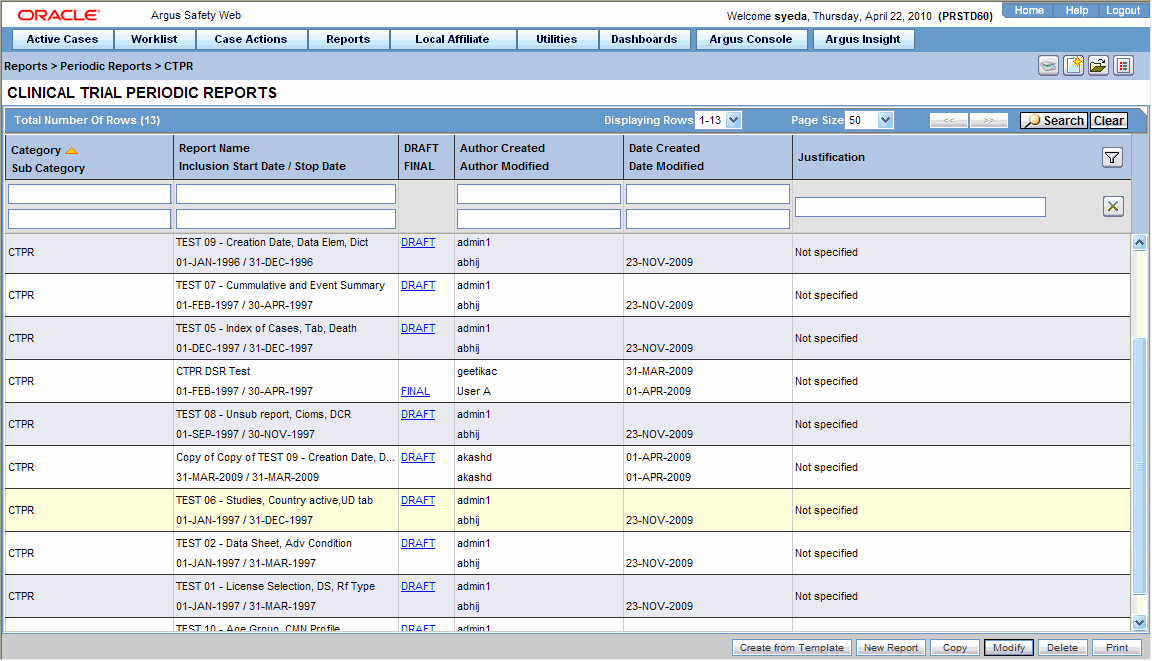 ORACLE® Argus Safety Web Welcome syeda, Thursday, April 22, 2010 (PRSTD60) Home Help Logout
Active Cases Worklist Case Actions Reports Local Affiliate Utilities Dashboards Argus Console Argus Insight
Reports > Periodic Reports > CTPR
CLINICAL TRIAL PERIODIC REPORTS
Total Number Of Rows (13) Displaying Rows 1-13 Page Size 50 << >> Search Clear
Category Report Name DRAFT Author Created Date Created Justification
Sub Category Inclusion Start Date / Stop Date FINAL Author Modified Date Modified
CTPR TEST 09 - Creation Date, Data Elem, Dict DRAFT admin1 Not specified
01-JAN-1996 / 31-DEC-1996 abhij 23-NOV-2009
CTPR TEST 07 - Cummulative and Event Summary DRAFT admin1 Not specified
01-FEB-1997 / 30-APR-1997 abhij 23-NOV-2009
CTPR TEST 05 - Index of Cases, Tab, Death DRAFT admin1 Not specified
01-DEC-1997 / 31-DEC-1997 abhij 23-NOV-2009
CTPR CTPR DSR Test geetikac 31-MAR-2009 Not specified
01-FEB-1997 / 30-APR-1997 FINAL User A 01-APR-2009
CTPR TEST 08 - Unsub report, Cioms, DCR DRAFT admin1 Not specified
01-SEP-1997 / 30-NOV-1997 abhij 23-NOV-2009
CTPR Copy of Copy of TEST 09 - Creation Date, D... DRAFT akashd 01-APR-2009 Not specified
31-MAR-2009 / 31-MAR-2009 akashd 01-APR-2009
CTPR TEST 06 - Studies, Country active,UD tab DRAFT admin1 Not specified
01-JAN-1997 / 31-DEC-1997 abhij 23-NOV-2009
CTPR TEST 02 - Data Sheet, Adv Condition DRAFT admin1 Not specified
01-JAN-1997 / 31-MAR-1997 abhij 23-NOV-2009
CTPR TEST 01 - License Selection, DS, Rf Type DRAFT admin1 Not specified
01-JAN-1997 / 31-MAR-1997 abhij 23-NOV-2009
TEST 10 - Age Group, CMN Profile DRAFT admin1
Create from Template New Report Copy Modify Delete Print